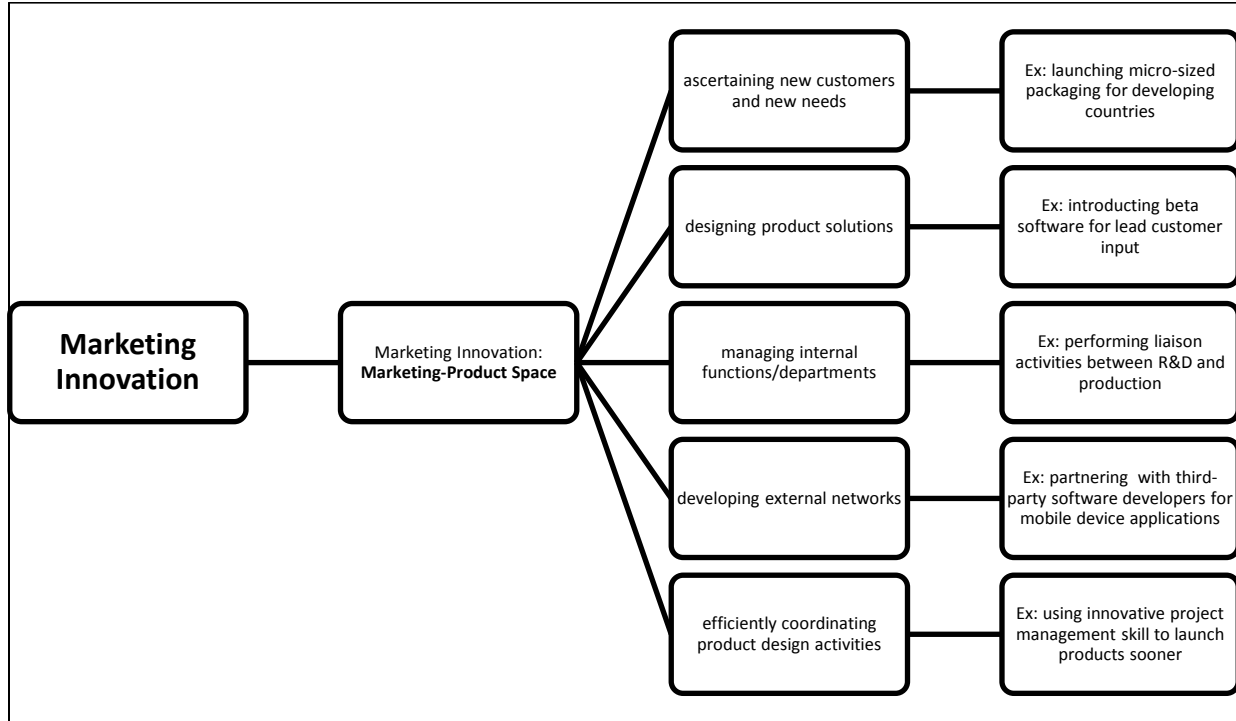 Marketing
Innovation
Marketing Innovation:
Marketing-Product Space
ascertaining new customers
and new needs
Ex: launching micro-sized
packaging for developing
countries
designing product solutions
Ex: introducting beta
software for lead customer
input
managing internal
functions/departments
Ex: performing liaison
activities between R&D and
production
developing external networks
Ex: partnering with third-
party software developers for
mobile device applications
efficiently coordinating
product design activities
Ex: using innovative project
management skill to launch
products sooner